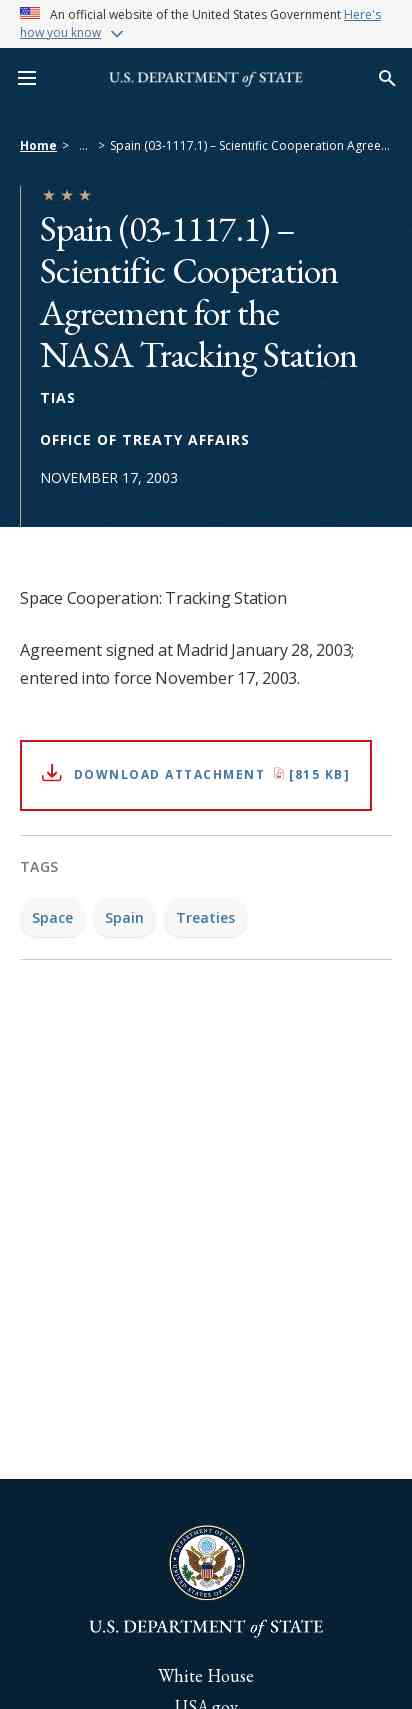 An official website of the United States Government Here's
how you know
U.S. DEPARTMENT of STATE
Home > ... > Spain (03-1117.1) – Scientific Cooperation Agree...
Spain (03-1117.1) –
Scientific Cooperation
Agreement for the
NASA Tracking Station
TIAS
OFFICE OF TREATY AFFAIRS
NOVEMBER 17, 2003
Space Cooperation: Tracking Station
Agreement signed at Madrid January 28, 2003;
entered into force November 17, 2003.
DOWNLOAD ATTACHMENT [815 KB]
TAGS
Space Spain Treaties
DEPARTMENT OF STATE
UNITED STATES OF AMERICA
U.S. DEPARTMENT of STATE
White House
USA.gov